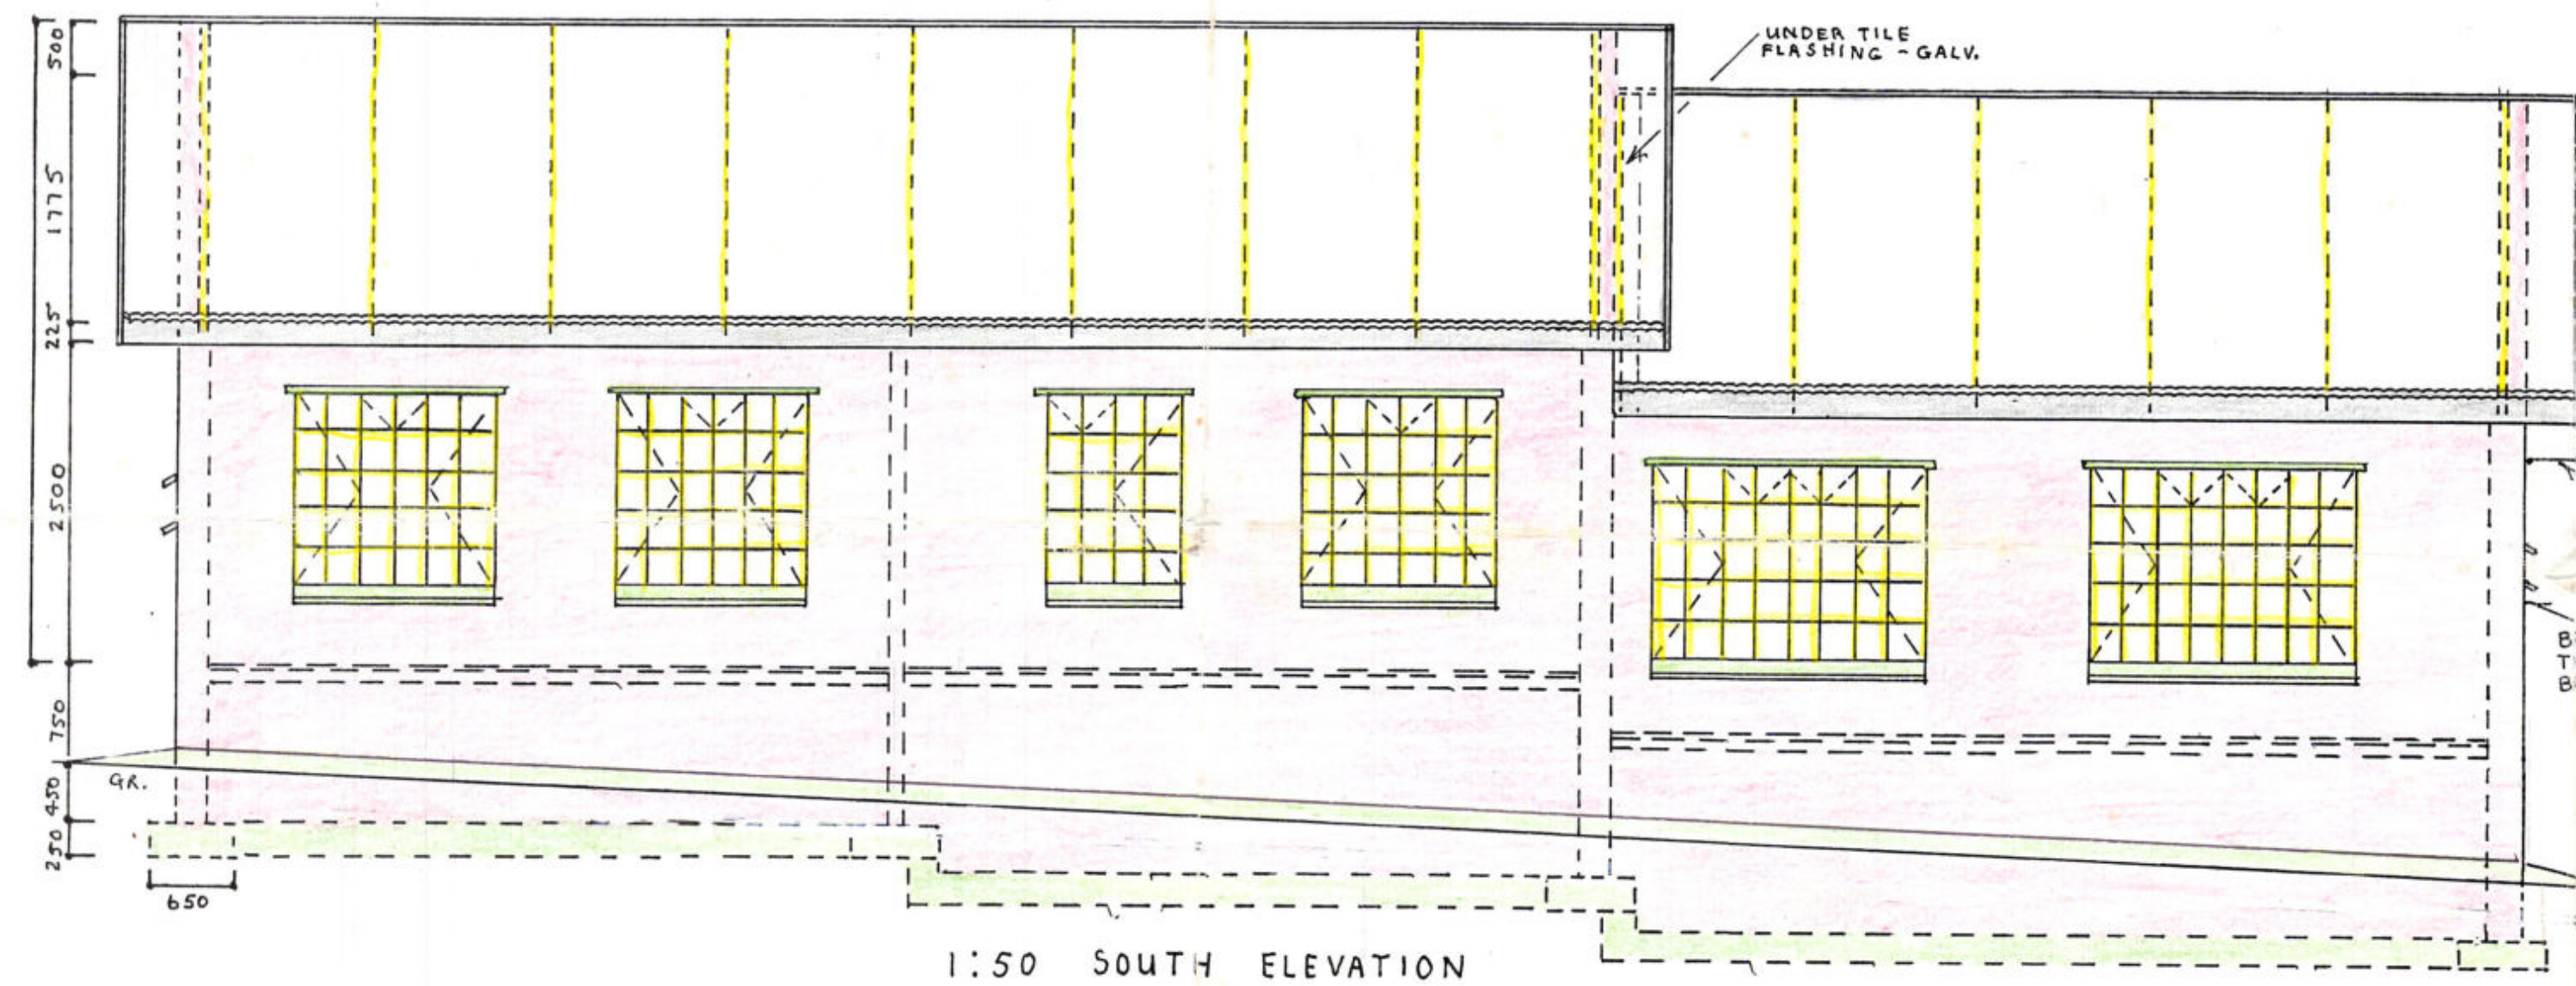 UNDER TILE
FLASHING - GALV.
500
1775
225
2500
750
450
250
GR.
650
B
T
B
1:50 SOUTH ELEVATION